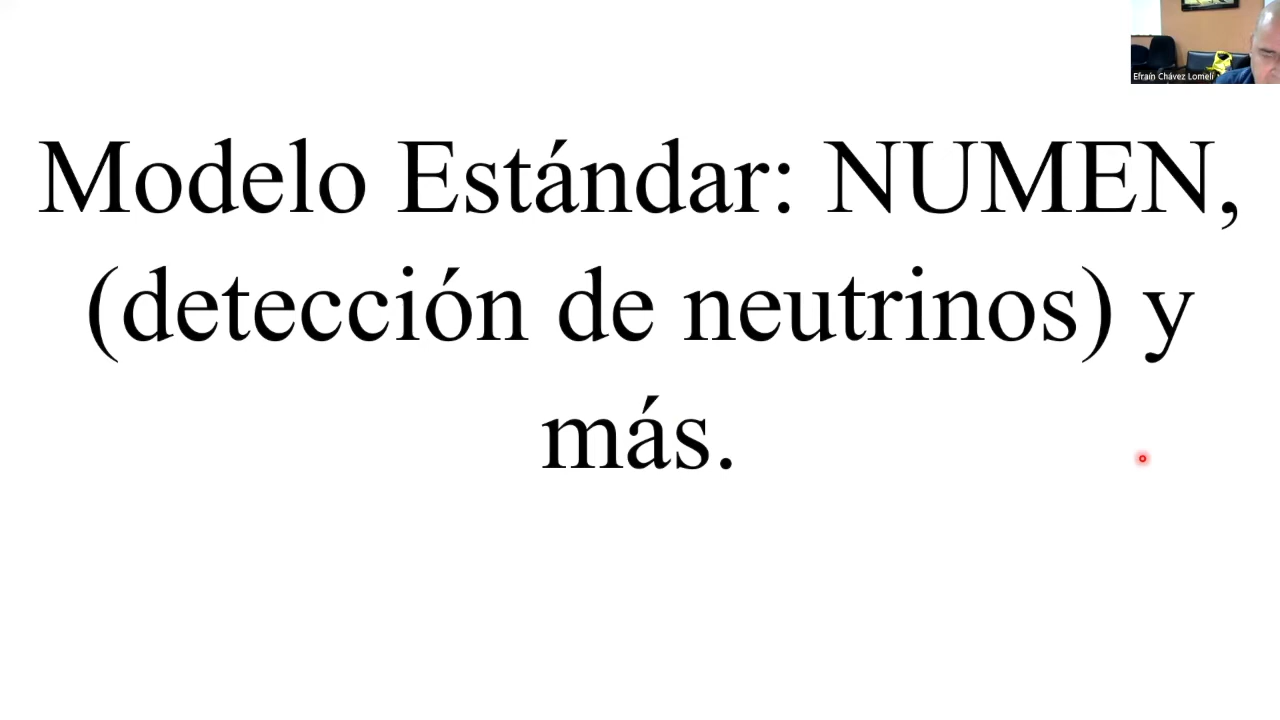 Efraín Chávez Lomelí
Modelo Estándar: NUMEN,
(detección de neutrinos) y
más.